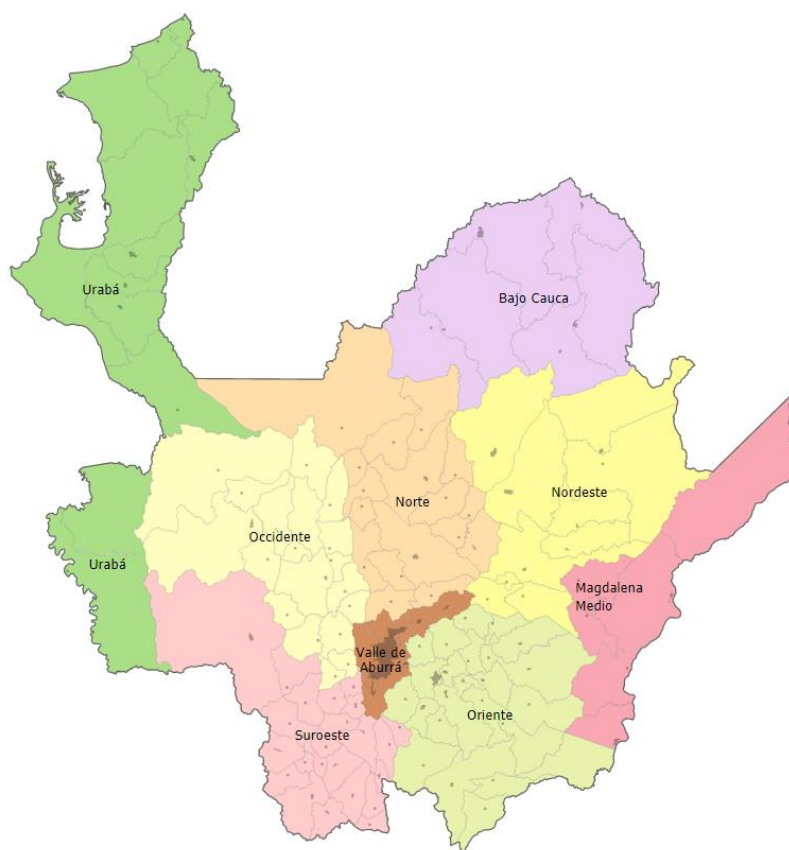 Urabá
Bajo Cauca
Norte
Nordeste
Occidente
Urabá
Magdalena
Medio
Valle de
Aburrá
Oriente
Suroeste